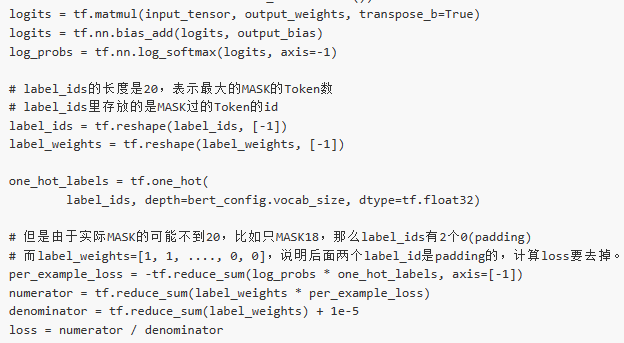 logits = tf.matmul(input_tensor, output_weights, transpose_b=True)
logits = tf.nn.bias_add(logits, output_bias)
log_probs = tf.nn.log_softmax(logits, axis=-1)
# label_ids的长度是20，表示最大的MASK的Token数
# label_ids里存放的是MASK过的Token的id
label_ids = tf.reshape(label_ids, [-1])
label_weights = tf.reshape(label_weights, [-1])
one_hot_labels = tf.one_hot(
label_ids, depth=bert_config.vocab_size, dtype=tf.float32)
# 但是由于实际MASK的可能不到20，比如只MASK18，那么label_ids有2个0(padding)
# 而label_weights=[1, 1, ...., 0, 0]，说明后面两个label_id是padding的，计算loss要去掉。
per_example_loss = -tf.reduce_sum(log_probs * one_hot_labels, axis=[-1])
numerator = tf.reduce_sum(label_weights * per_example_loss)
denominator = tf.reduce_sum(label_weights) + 1e-5
loss = numerator / denominator